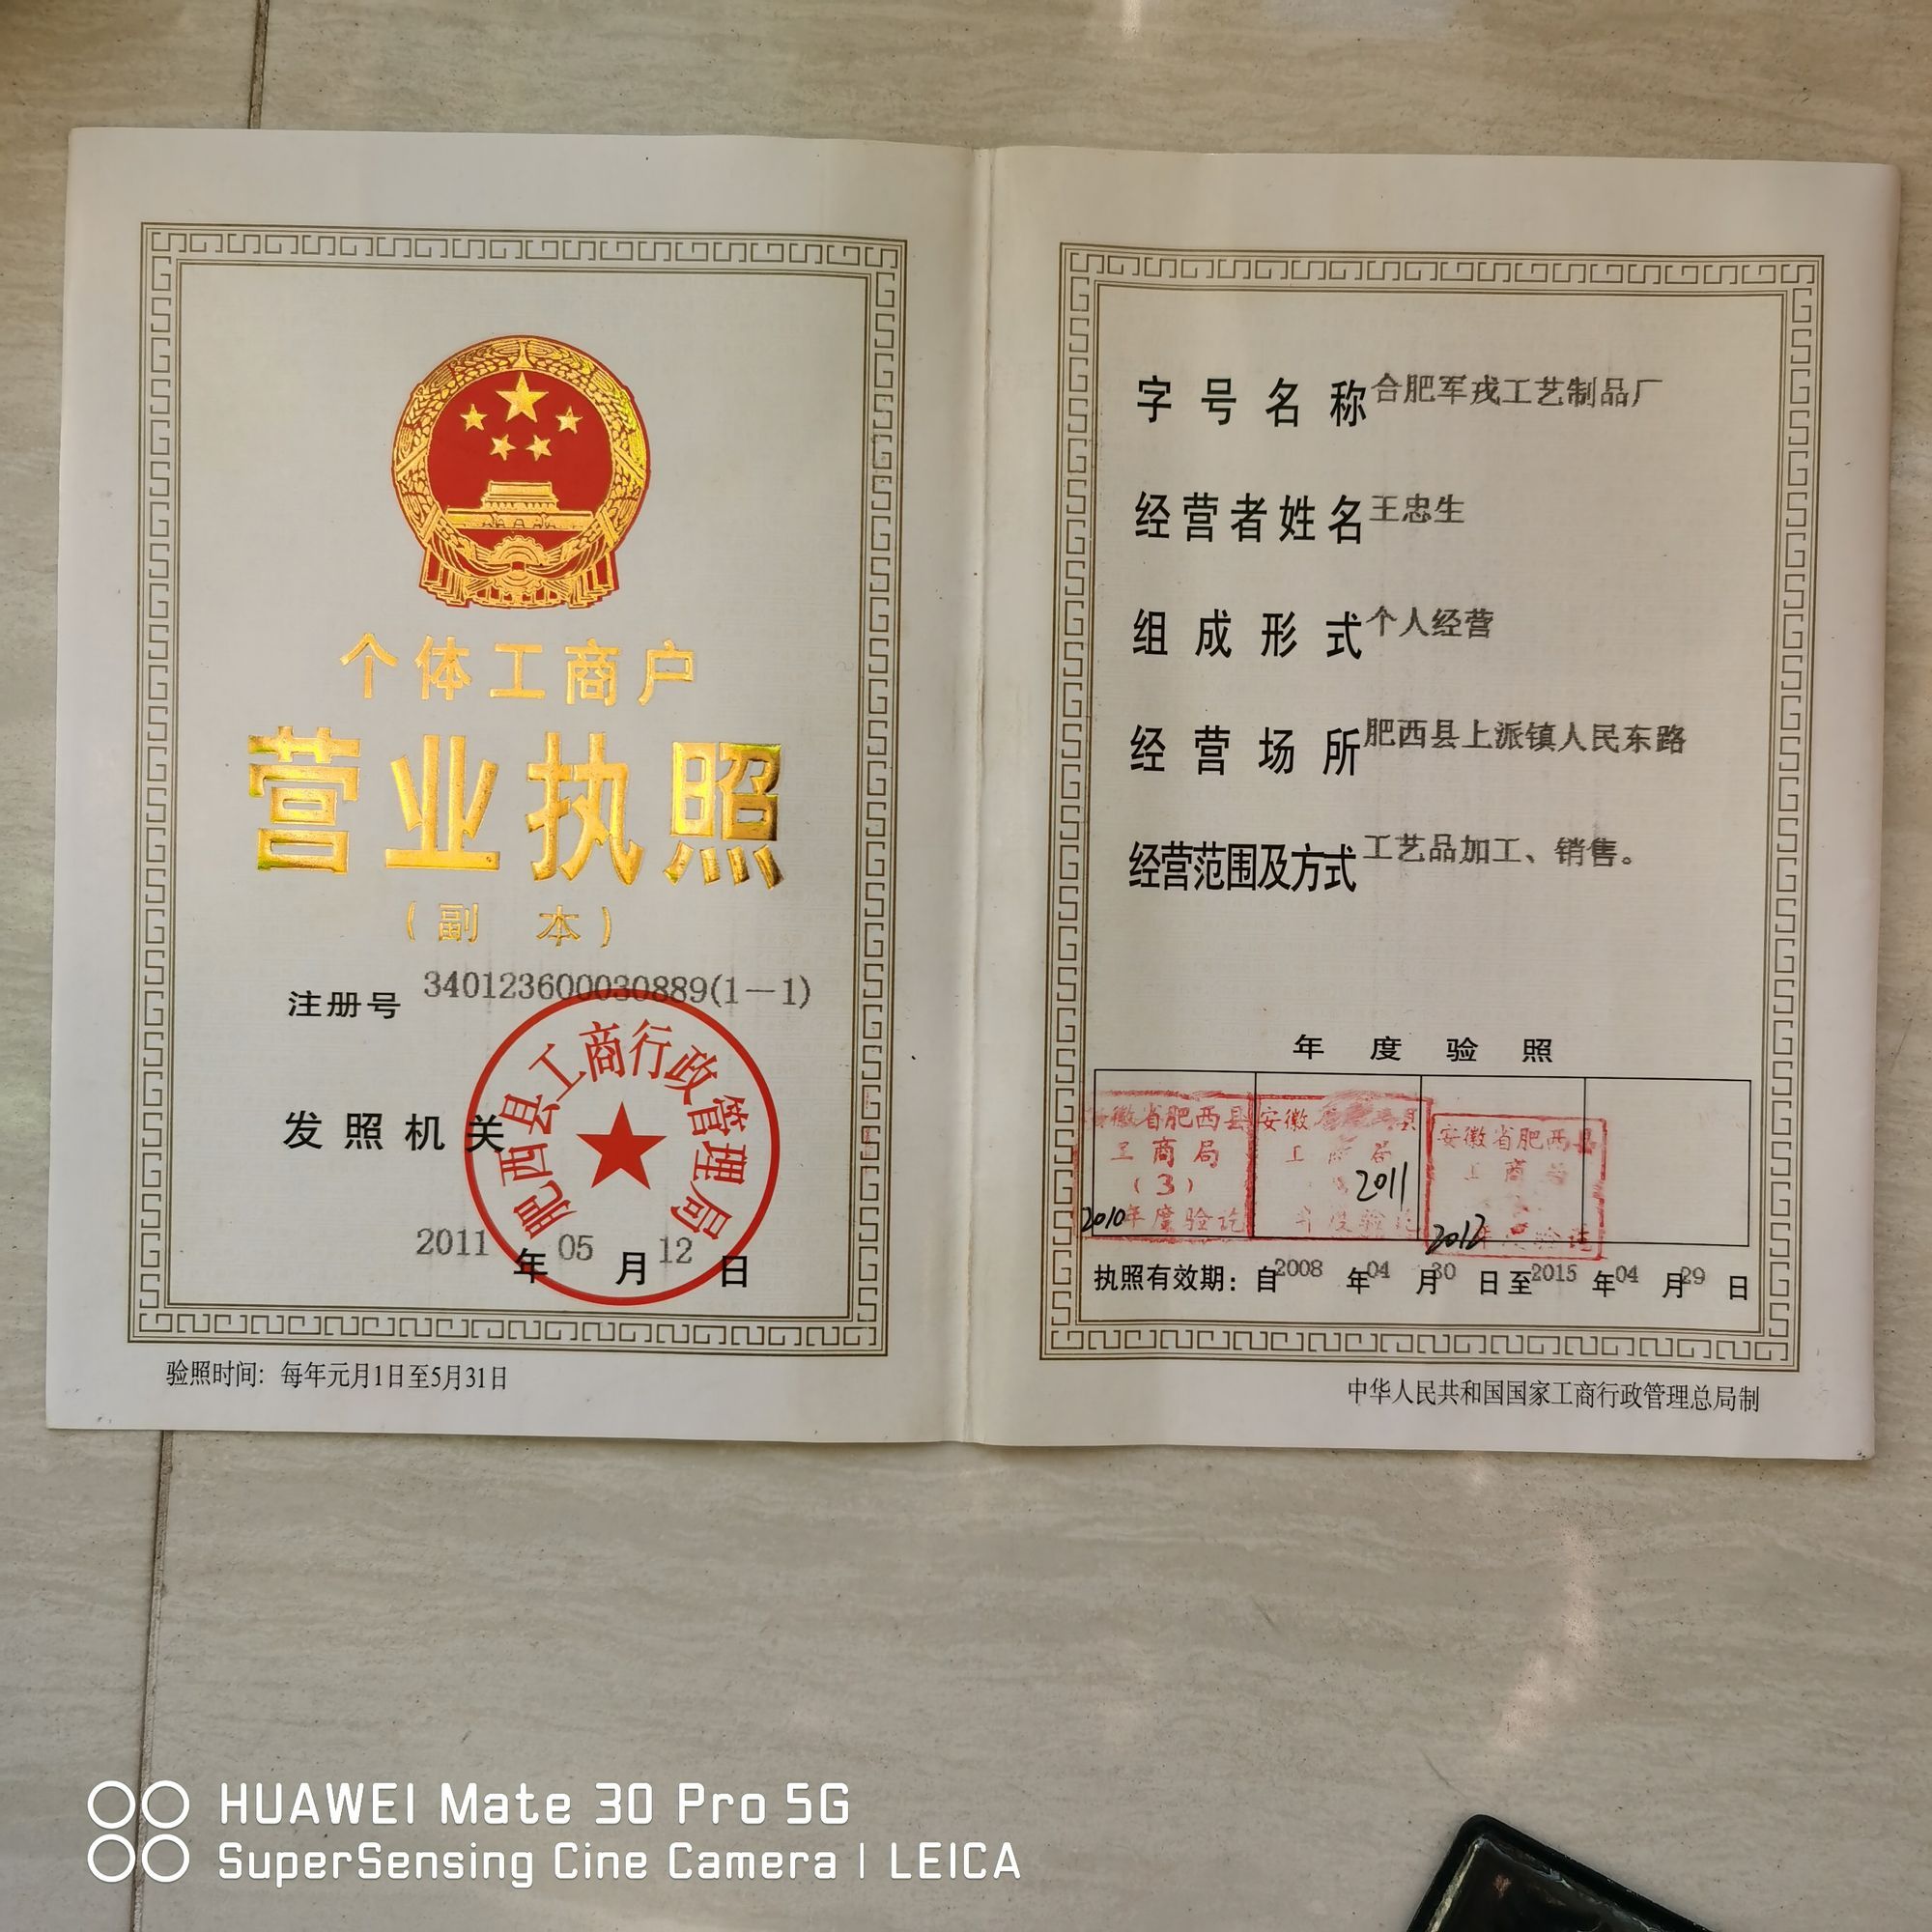 个体工商户
营业执照
(副 本)
注册号 340123600030889(1-1)
发照机关
肥西县工商行政管理局
2011 年 05 月 12 日
验照时间：每年元月1日至5月31日
字号名称 合肥军戎工艺制品厂
经营者姓名 王忠生
组成形式 个人经营
经营场所 肥西县上派镇人民东路
经营范围及方式 工艺品加工、销售。
年度验照
徽省肥西县
工商局
(3)
2010年度验讫
安徽 县
工 局
2011
年度验讫
安徽省肥西县
工商局
2012
执照有效期：自2008 年04 月30 日至2015 年04 月29 日
中华人民共和国国家工商行政管理总局制
HUAWEI Mate 30 Pro 5G
SuperSensing Cine Camera | LEICA